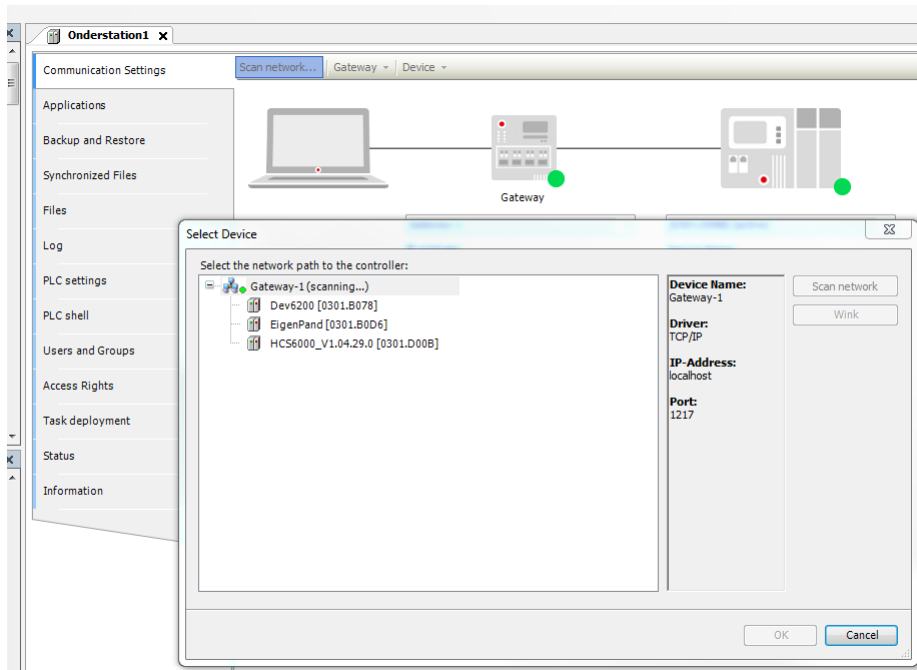 Onderstation1
Communication Settings
Scan network...
Gateway
Device
Applications
Backup and Restore
Synchronized Files
Files
Log
PLC settings
PLC shell
Users and Groups
Access Rights
Task deployment
Status
Information
Gateway
Select Device
Select the network path to the controller:
Gateway-1 (scanning...)
Dev6200 [0301.B078]
EigenPand [0301.B0D6]
HCS6000_V1.04.29.0 [0301.D00B]
Device Name:
Gateway-1
Driver:
TCP/IP
IP-Address:
localhost
Port:
1217
Scan network
Wink
OK
Cancel